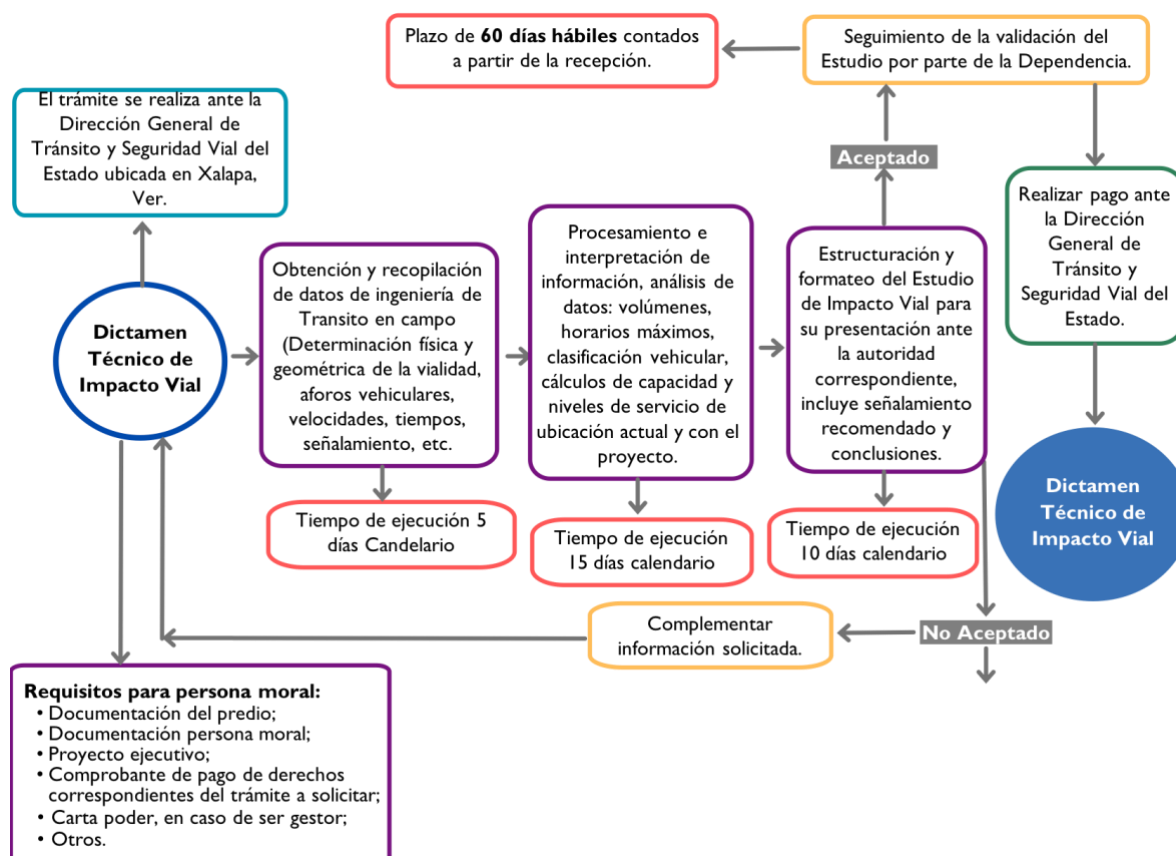 Plazo de 60 días hábiles contados
a partir de la recepción.
Seguimiento de la validación del
Estudio por parte de la Dependencia.
El trámite se realiza ante la
Dirección General de
Tránsito y Seguridad Vial del
Estado ubicada en Xalapa,
Ver.
Aceptado
Realizar pago ante
la Dirección
General de
Tránsito y
Seguridad Vial del
Estado.
Dictamen
Técnico de
Impacto Vial
Obtención y recopilación
de datos de ingeniería de
Transito en campo
(Determinación física y
geométrica de la vialidad,
aforos vehiculares,
velocidades, tiempos,
señalamiento, etc.
Procesamiento e
interpretación de
información, análisis de
datos: volúmenes,
horarios máximos,
clasificación vehicular,
cálculos de capacidad y
niveles de servicio de
ubicación actual y con el
proyecto.
Estructuración y
formateo del Estudio
de Impacto Vial para
su presentación ante
la autoridad
correspondiente,
incluye señalamiento
recomendado y
conclusiones.
Dictamen
Técnico de
Impacto Vial
Tiempo de ejecución 5
días Candelario
Tiempo de ejecución
15 días calendario
Tiempo de ejecución
10 días calendario
Complementar
información solicitada.
No Aceptado
Requisitos para persona moral:
• Documentación del predio;
• Documentación persona moral;
• Proyecto ejecutivo;
• Comprobante de pago de derechos
correspondientes del trámite a solicitar;
• Carta poder, en caso de ser gestor;
• Otros.